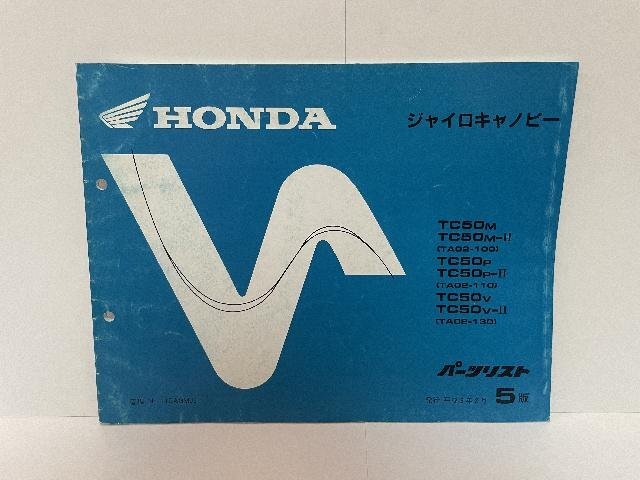 HONDA
ジャイロキャノピー
TC50M
TC50M-II
(TA02-100)
TC50P
TC50P-II
(TA02-110)
TC50V
TC50V-II
(TA02-130)
パーツリスト
5版